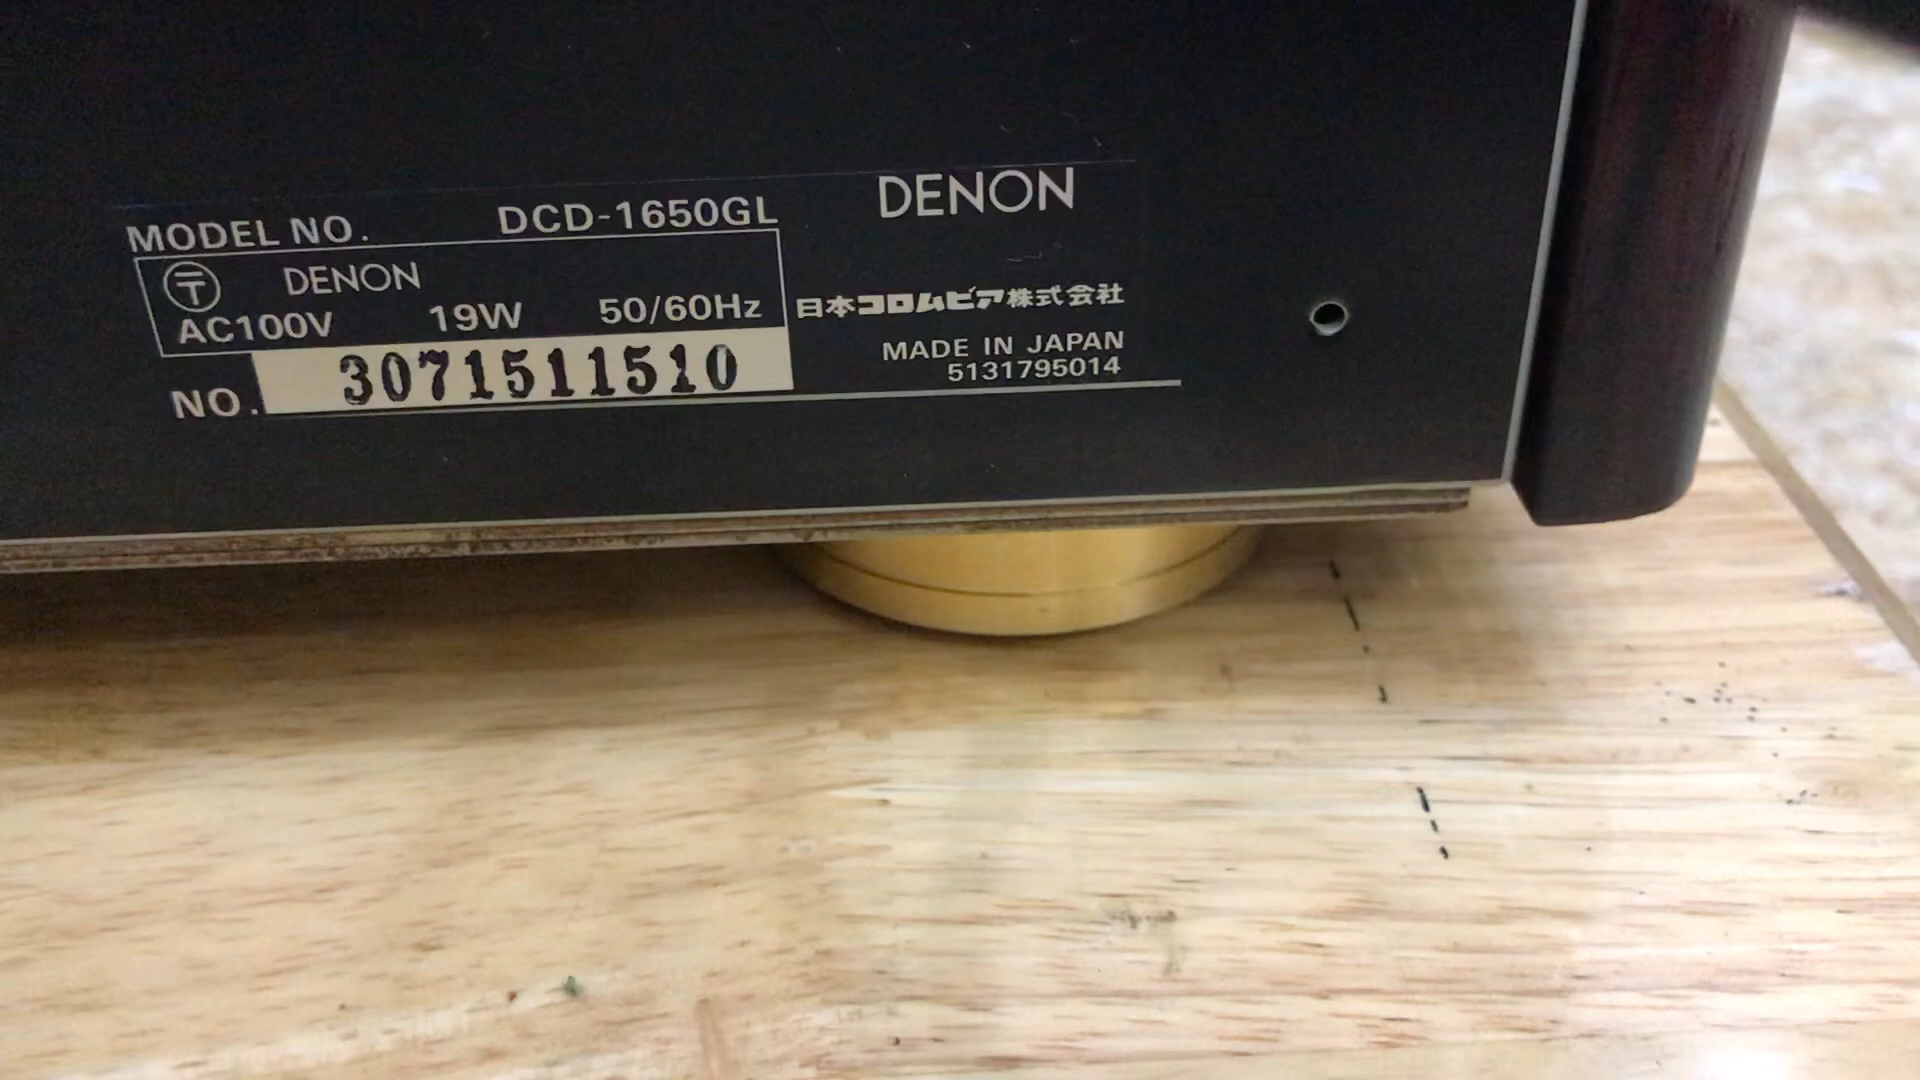 MODEL NO. DCD-1650GL
〒 DENON
AC100V 19W 50/60Hz
NO. 3071511510
DENON
日本コロムビア株式会社
MADE IN JAPAN
5131795014